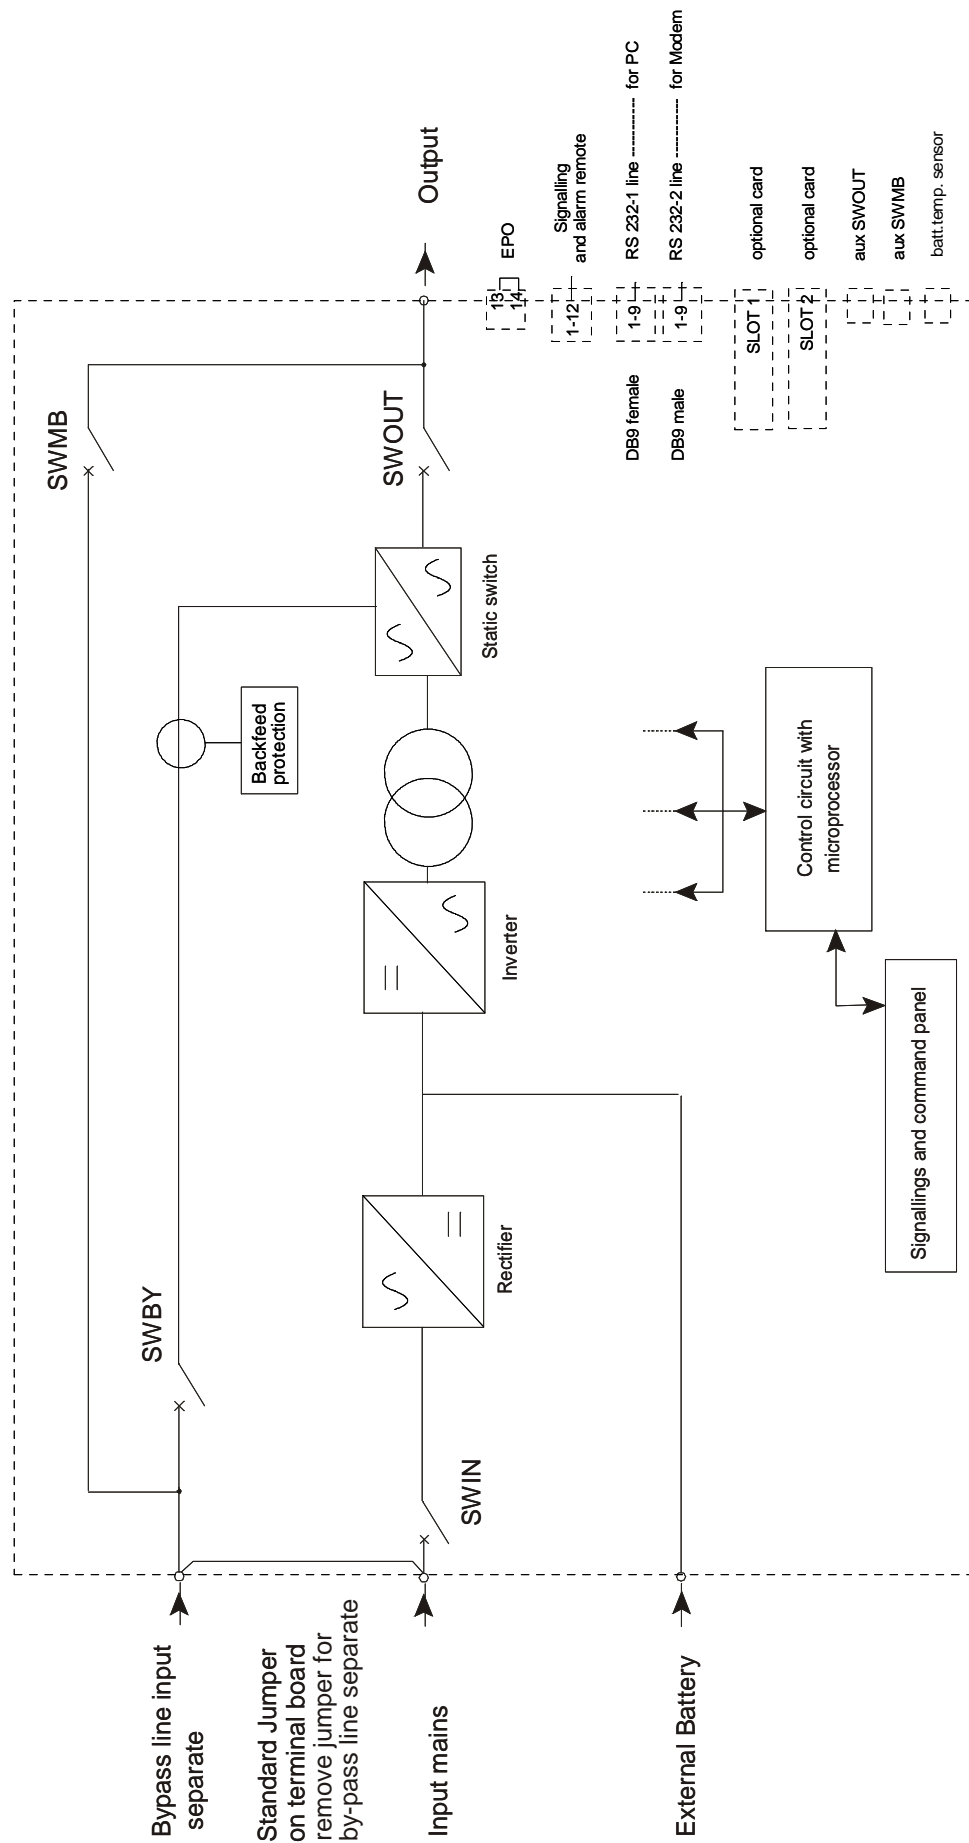 SWMB
SWBY
Backfeed
protection
SWOUT
Output
Bypass line input
separate
Standard Jumper
on terminal board
remove jumper for
by-pass line separate
Input mains
SWIN
Rectifier
Inverter
Static switch
External Battery
13
14
EPO
1-12
Signalling
and alarm remote
DB9 female
1-9
RS 232-1 line ------------ for PC
DB9 male
1-9
RS 232-2 line ------------ for Modem
SLOT 1
optional card
SLOT 2
optional card
aux SWOUT
aux SWMB
batt.temp. sensor
Control circuit with
microprocessor
Signallings and command panel